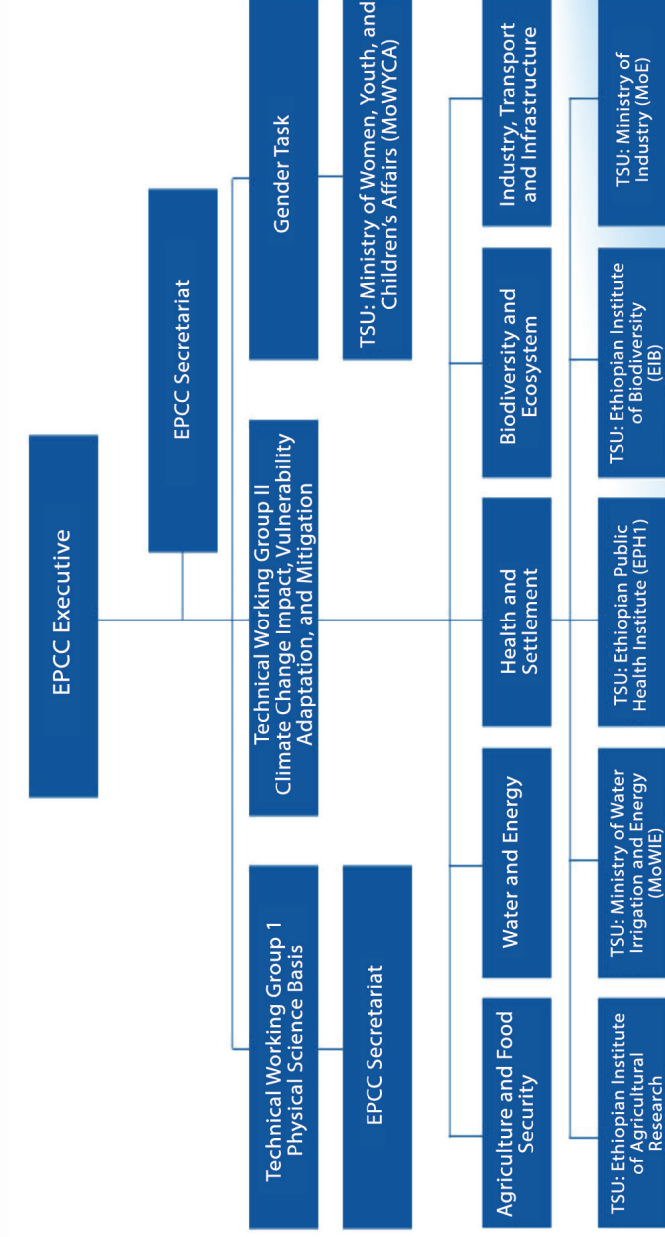 EPCC Executive
EPCC Secretariat
Technical Working Group 1
Physical Science Basis
Technical Working Group II
Climate Change Impact, Vulnerability
Adaptation, and Mitigation
Gender Task
EPCC Secretariat
TSU: Ministry of Women, Youth, and
Children's Affairs (MoWYCA)
Agriculture and Food
Security
Water and Energy
Health and
Settlement
Biodiversity and
Ecosystem
Industry, Transport
and Infrastructure
TSU: Ethiopian Institute
of Agricultural
Research
TSU: Ministry of Water
Irrigation and Energy
(MoWIE)
TSU: Ethiopian Public
Health Institute (EPH1)
TSU: Ethiopian Institute
of Biodiversity
(EIB)
TSU: Ministry of
Industry (MoE)